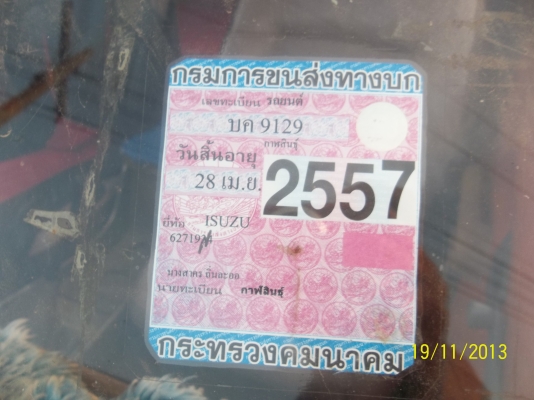 กรมการขนส่งทางบก
เลขทะเบียน รถยนต์
บค 9129
กาฬสินธุ์
วันสิ้นอายุ
28 เม.ย. 2557
ยี่ห้อ ISUZU
นายทะเบียน กาฬสินธุ์
กระทรวงคมนาคม
19/11/2013